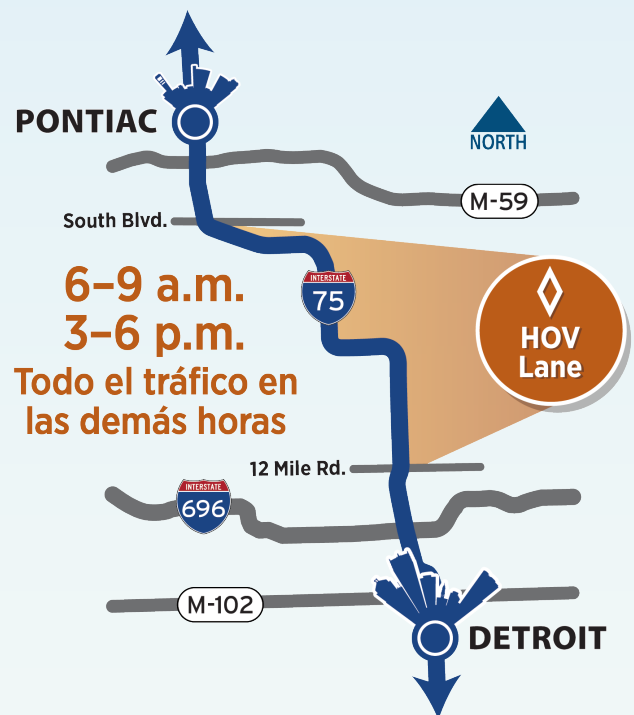 PONTIAC
NORTH
M-59
South Blvd.
6–9 a.m.
3–6 p.m.
Todo el tráfico en
las demás horas
INTERSTATE
75
HOV
Lane
12 Mile Rd.
INTERSTATE
696
M-102
DETROIT